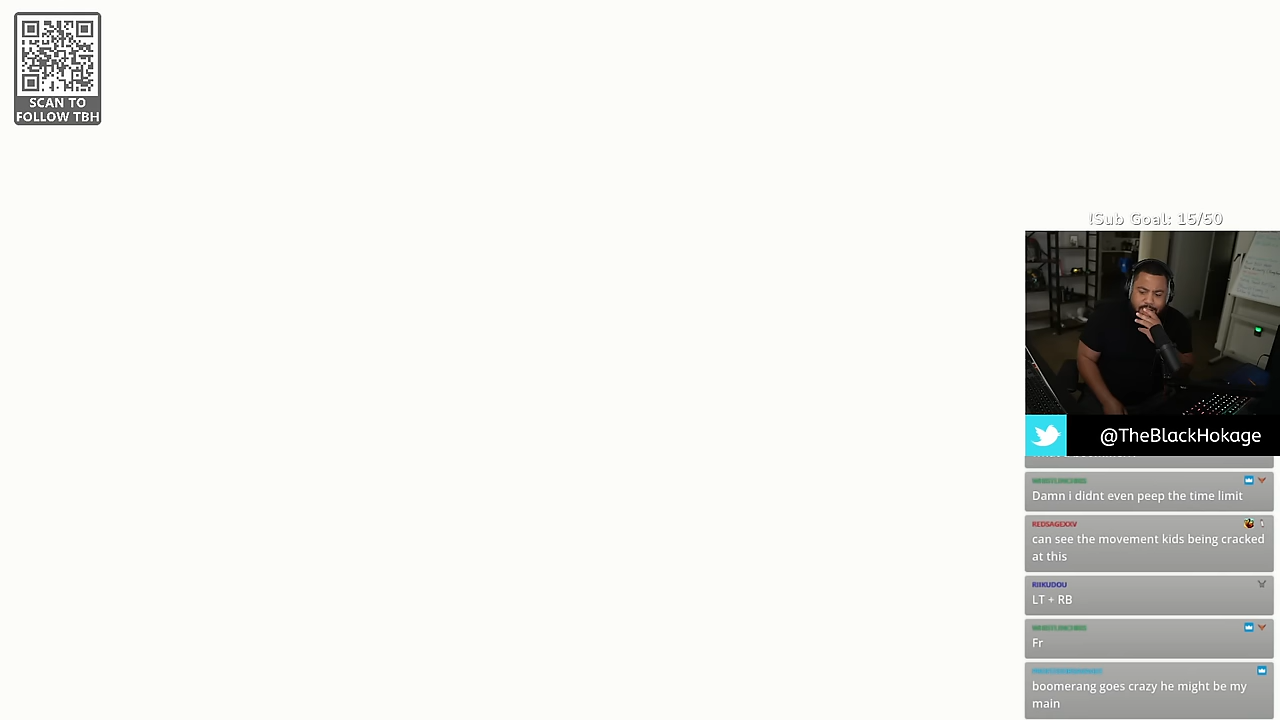 SCAN TO
FOLLOW TBH
!Sub Goal: 15/50
@TheBlackHokage
Damn i didnt even peep the time limit
REDSAGEXXV
can see the movement kids being cracked
at this
RIIKUDOU
LT + RB
Fr
boomerang goes crazy he might be my
main